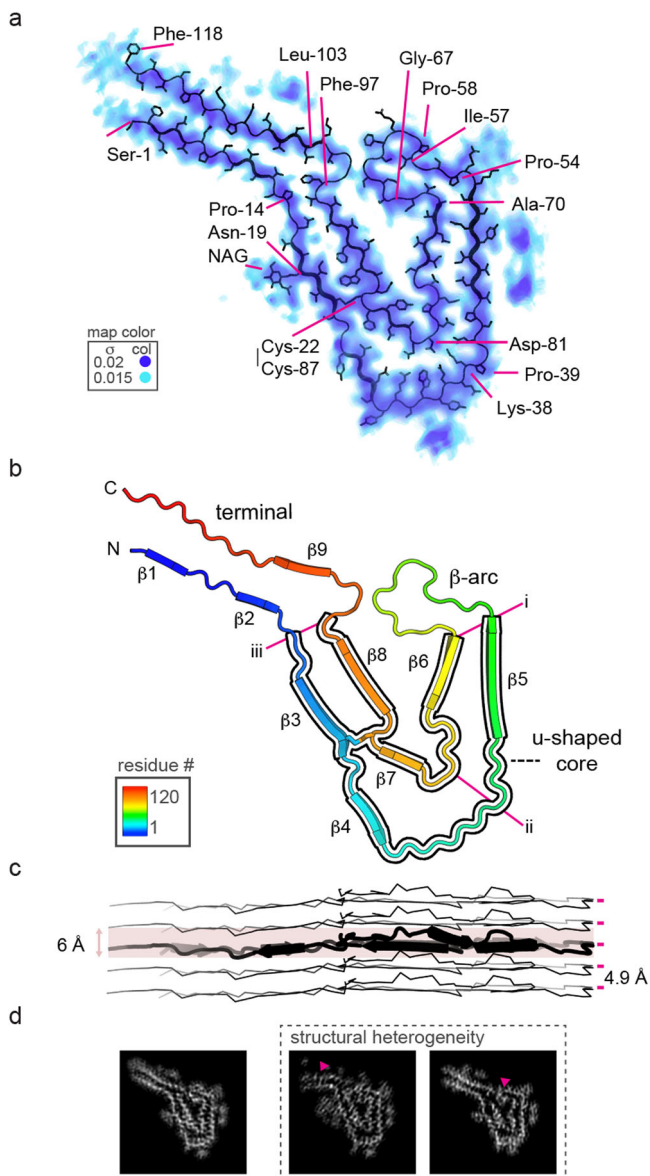 a
Phe-118
Leu-103
Phe-97
Gly-67
Pro-58
Ile-57
Ser-1
Pro-54
Pro-14
Ala-70
Asn-19
NAG
map color
σ col
0.02
0.015
Cys-22
Cys-87
Asp-81
Pro-39
Lys-38
b
C
terminal
N
β1
β9
β-arc
i
β2
iii
β8
β6
β5
β3
u-shaped
core
residue #
120
1
β7
β4
ii
c
6 Å
4.9 Å
d
structural heterogeneity